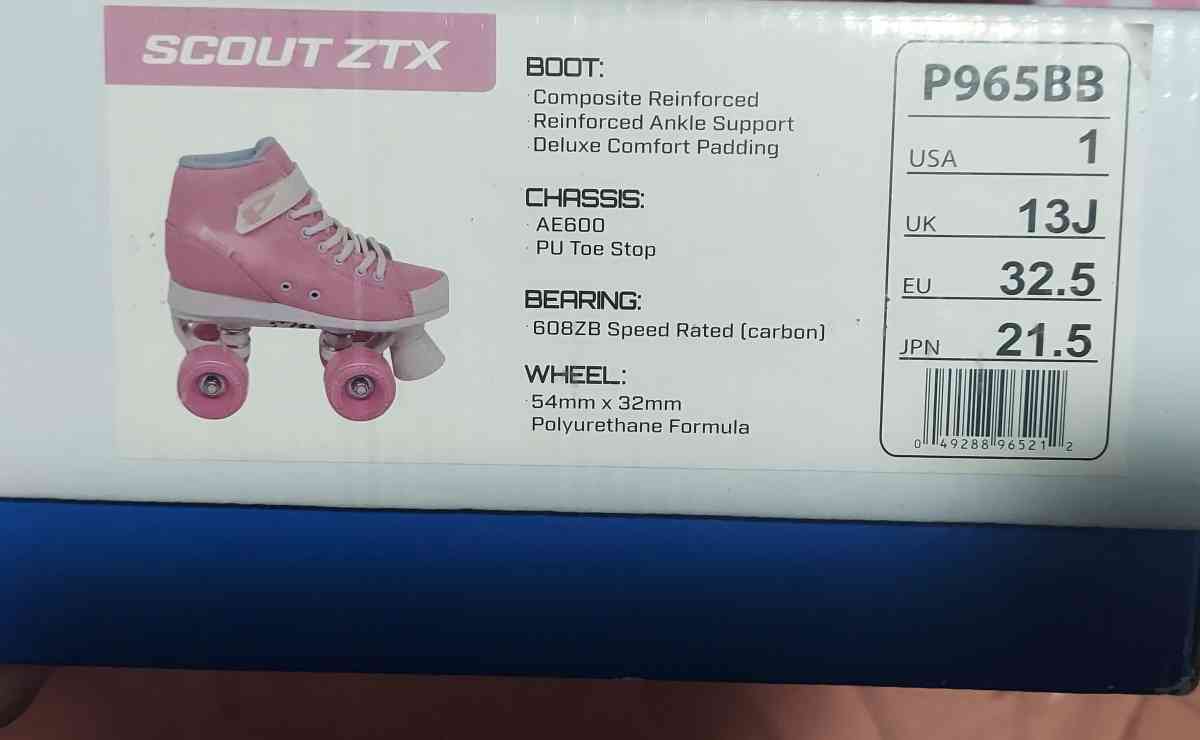 SCOUT ZTX
BOOT:
· Composite Reinforced
· Reinforced Ankle Support
· Deluxe Comfort Padding
CHASSIS:
· AE600
· PU Toe Stop
BEARING:
· 608ZB Speed Rated (carbon)
WHEEL:
· 54mm x 32mm
Polyurethane Formula
P965BB
USA 1
UK 13J
EU 32.5
JPN 21.5
0 49288 96521 2